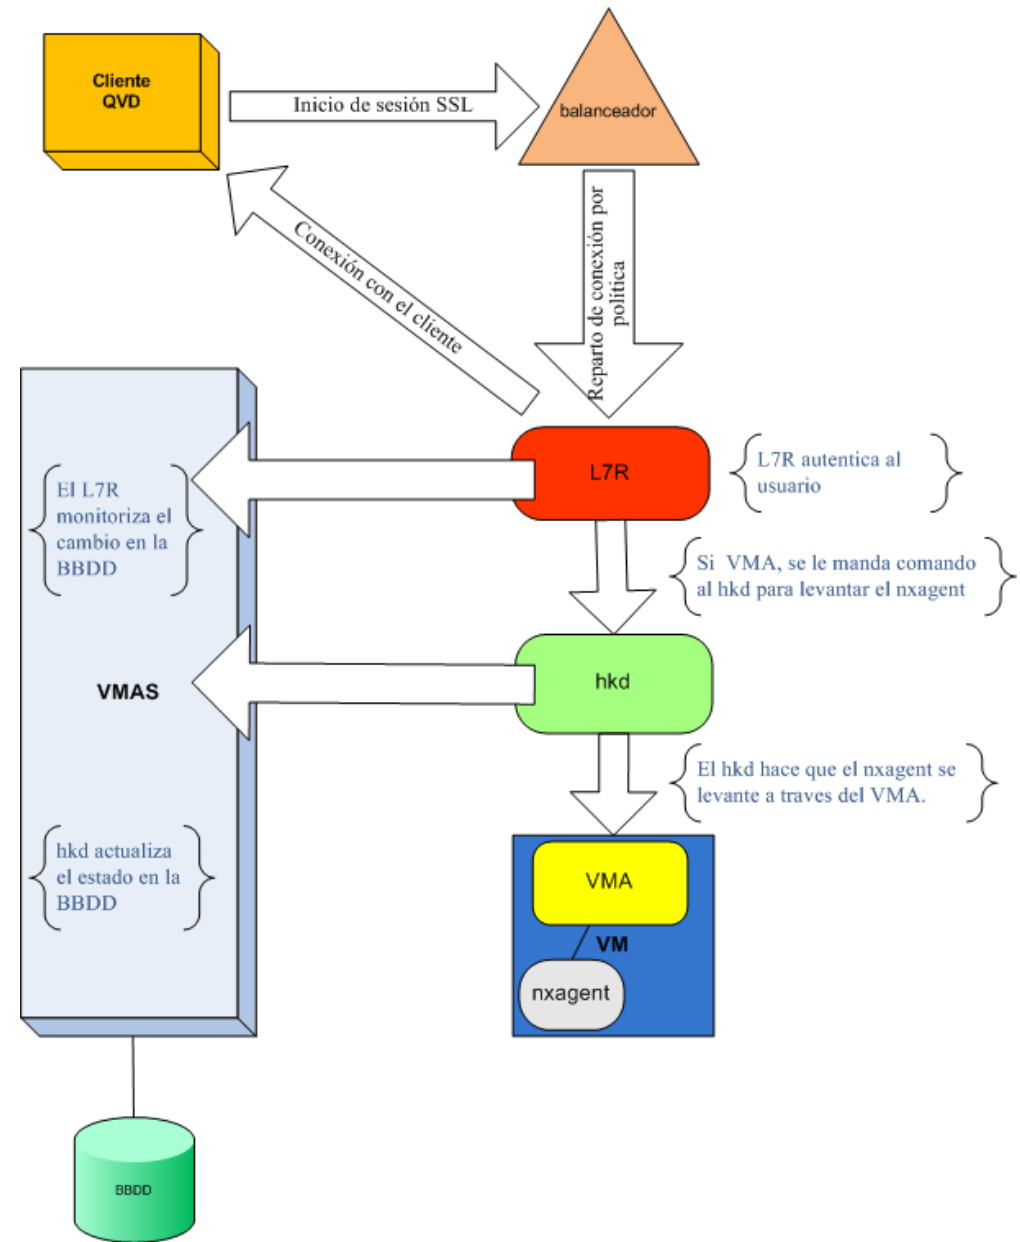 Cliente
QVD
Inicio de sesión SSL
balanceador
Conexión con el cliente
Reparto de conexión por
política
L7R
L7R autentica al
usuario
El L7R
monitoriza el
cambio en la
BBDD
Si VMA, se le manda comando
al hkd para levantar el nxagent
hkd
VMAS
El hkd hace que el nxagent se
levante a traves del VMA.
hkd actualiza
el estado en la
BBDD
VMA
VM
nxagent
BBDD